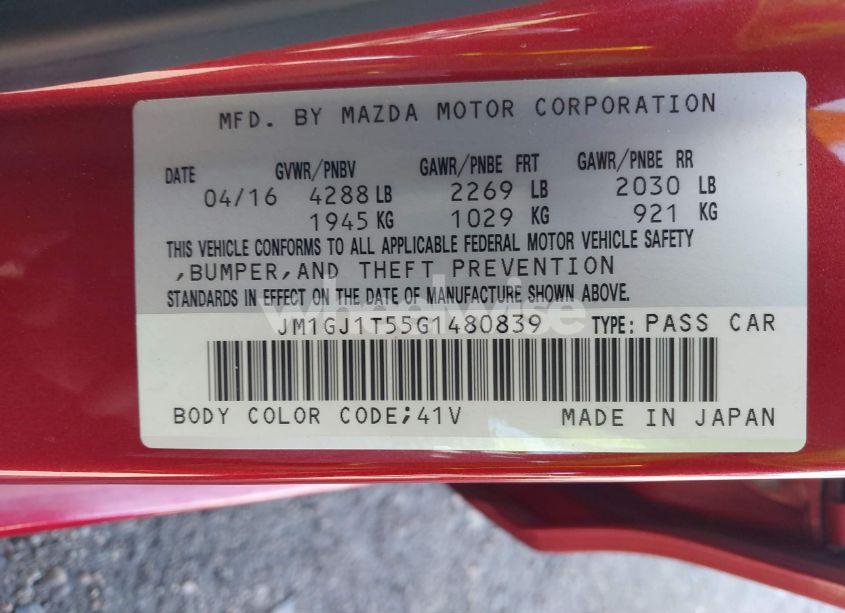 MFD. BY MAZDA MOTOR CORPORATION
DATE GVWR/PNBV GAWR/PNBE FRT GAWR/PNBE RR
04/16 4288 LB 2269 LB 2030 LB
1945 KG 1029 KG 921 KG
THIS VEHICLE CONFORMS TO ALL APPLICABLE FEDERAL MOTOR VEHICLE SAFETY
,BUMPER,AND THEFT PREVENTION
STANDARDS IN EFFECT ON THE DATE OF MANUFACTURE SHOWN ABOVE.
wheelwise
JM1GJ1T55G1480839 TYPE: PASS CAR
BODY COLOR CODE;41V MADE IN JAPAN